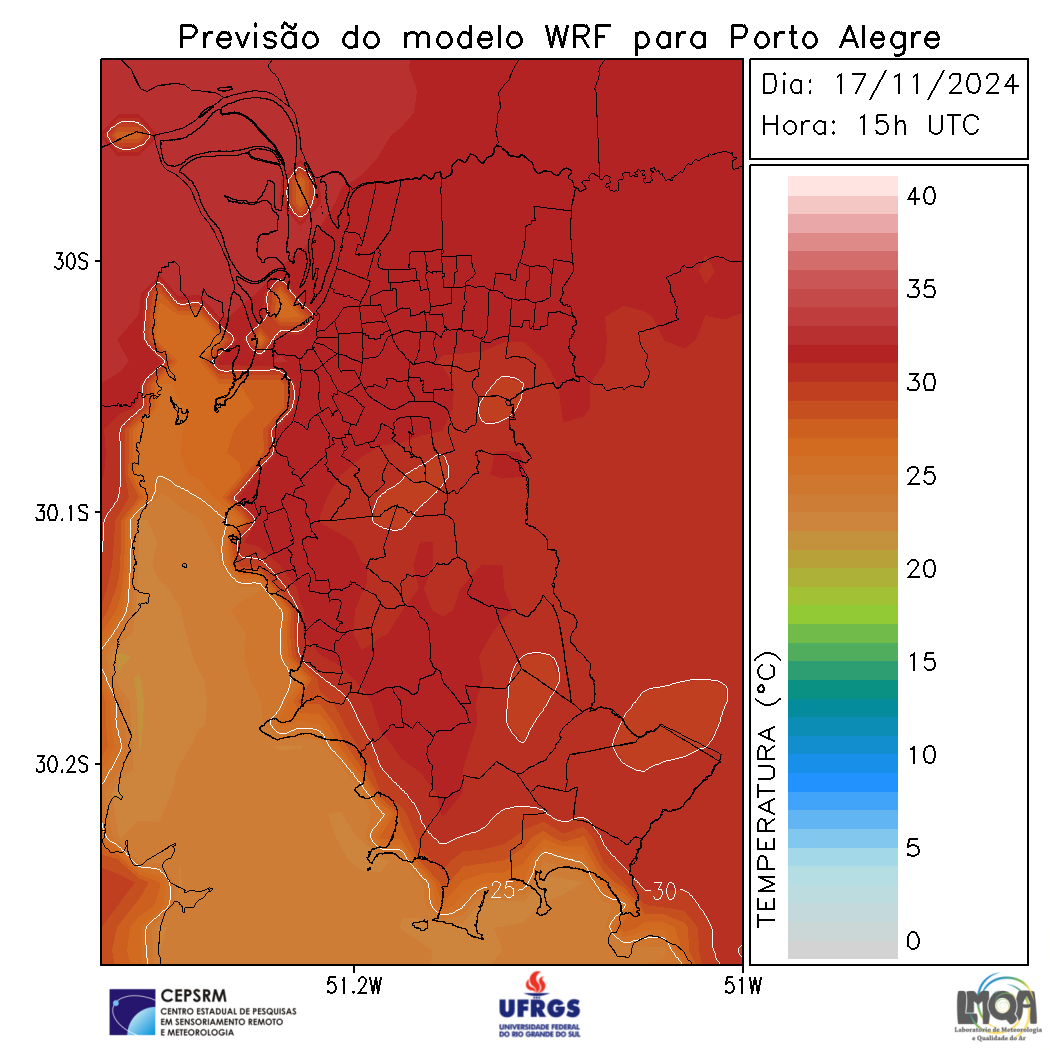 Previsão do modelo WRF para Porto Alegre
Dia: 17/11/2024
Hora: 15h UTC
30S
30.1S
30.2S
51.2W
51W
25
30
TEMPERATURA (°C)
40
35
30
25
20
15
10
5
0
CEPSRM
CENTRO ESTADUAL DE PESQUISAS
EM SENSORIAMENTO REMOTO
E METEOROLOGIA
UFRGS
UNIVERSIDADE FEDERAL
DO RIO GRANDE DO SUL
LMQA
Laboratório de Meteorologia
e Qualidade do Ar